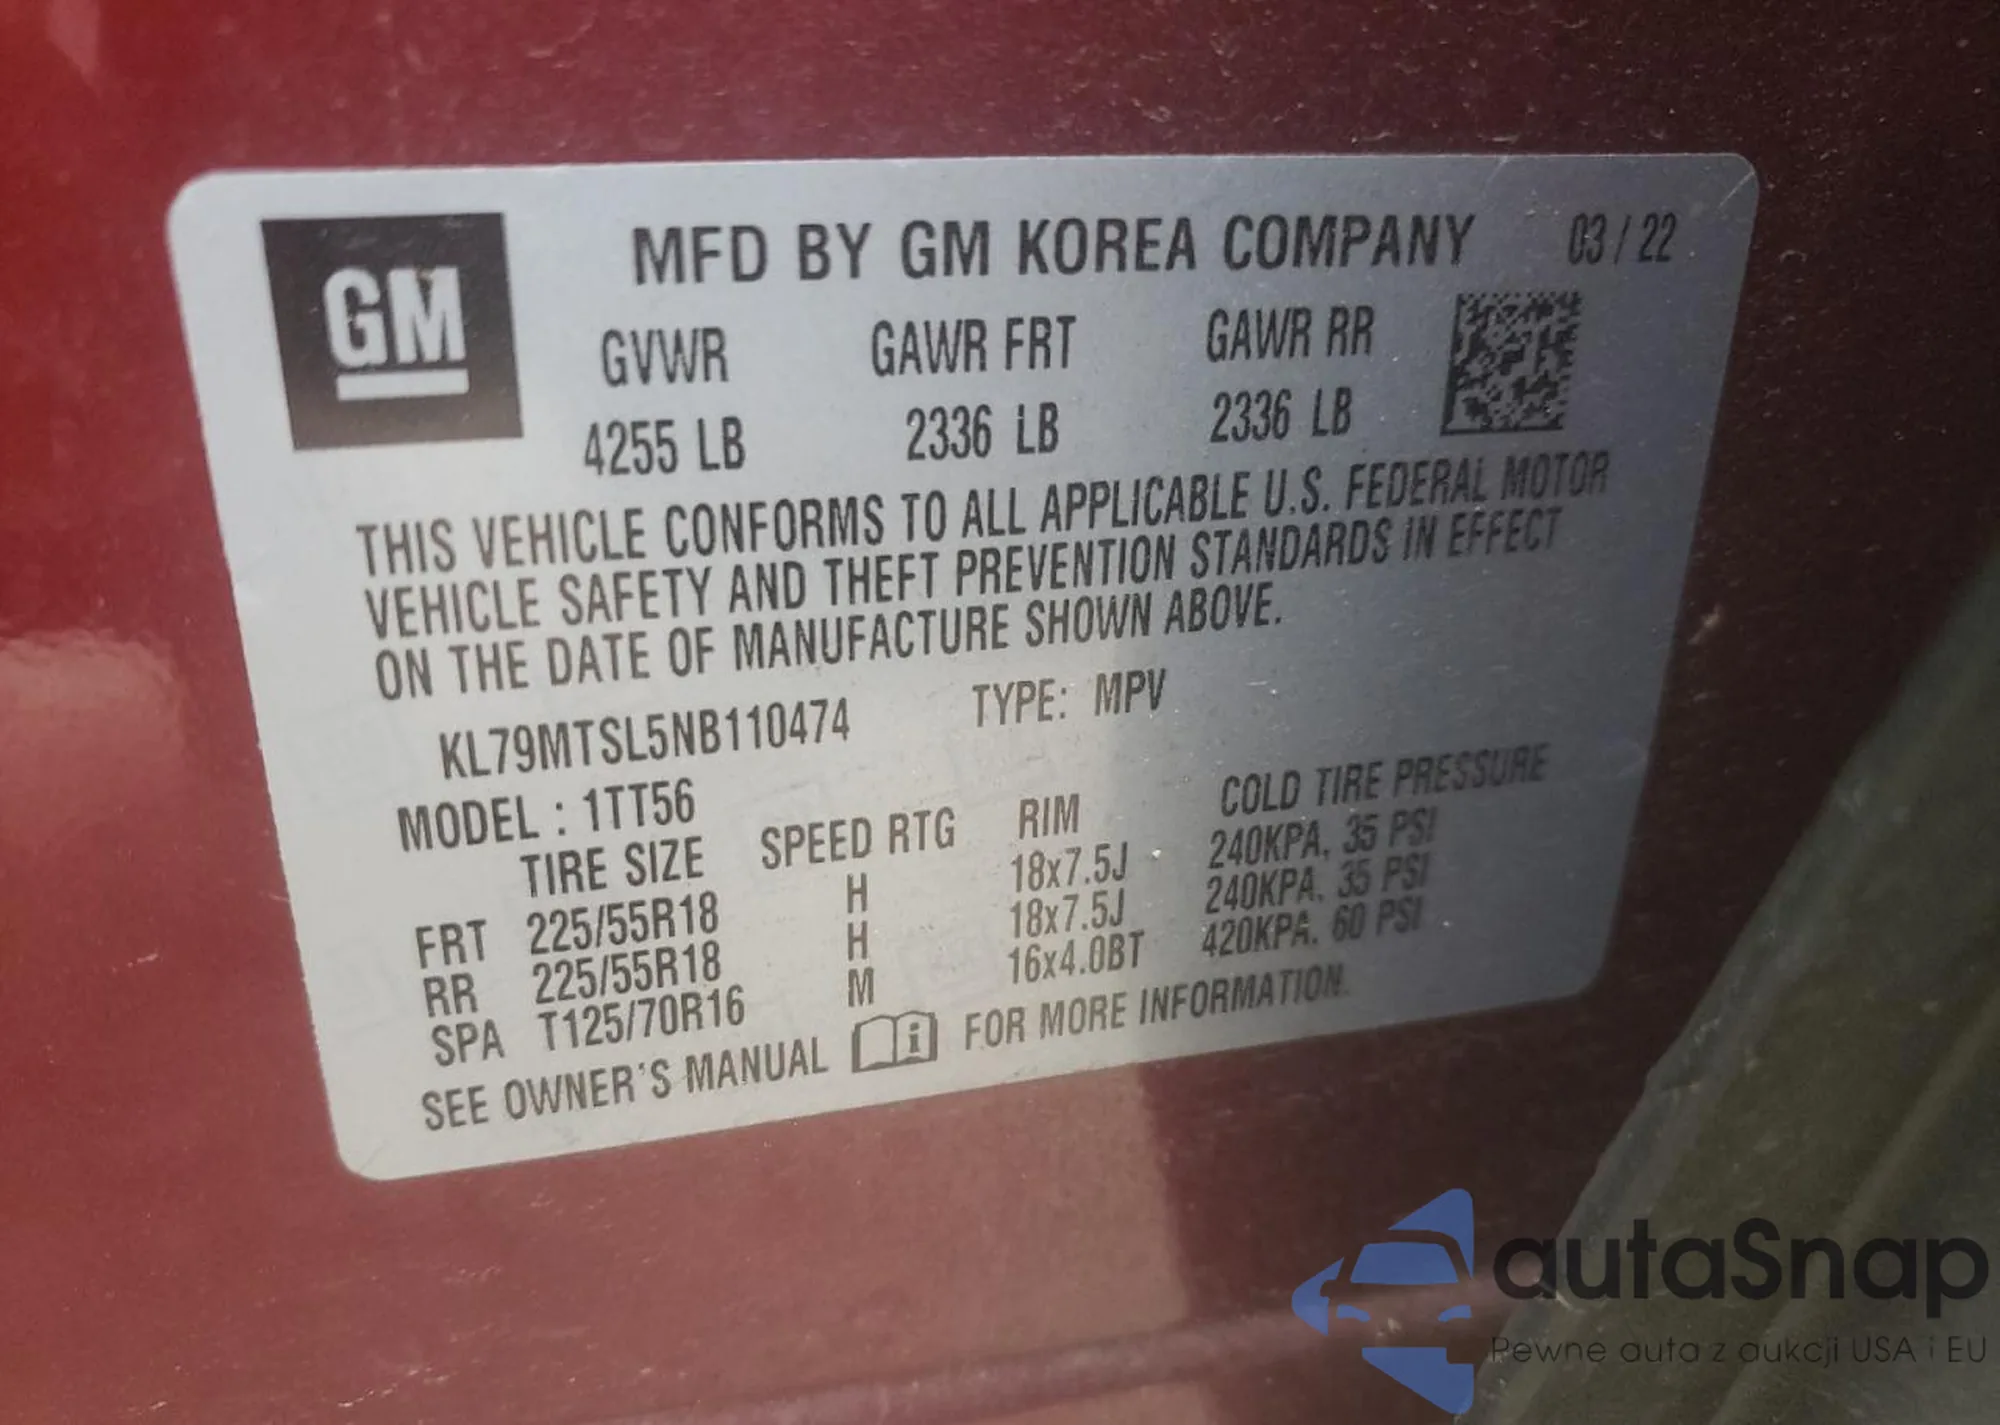 GM
MFD BY GM KOREA COMPANY 03/22
GVWR GAWR FRT GAWR RR
4255 LB 2336 LB 2336 LB
THIS VEHICLE CONFORMS TO ALL APPLICABLE U.S. FEDERAL MOTOR
VEHICLE SAFETY AND THEFT PREVENTION STANDARDS IN EFFECT
ON THE DATE OF MANUFACTURE SHOWN ABOVE.
KL79MTSL5NB110474 TYPE: MPV
MODEL : 1TT56
TIRE SIZE SPEED RTG RIM COLD TIRE PRESSURE
FRT 225/55R18 H 18x7.5J 240KPA, 35 PSI
RR 225/55R18 H 18x7.5J 240KPA, 35 PSI
SPA T125/70R16 M 16x4.0BT 420KPA, 60 PSI
SEE OWNER'S MANUAL FOR MORE INFORMATION.
autaSnap
Pewne auta z aukcji USA i EU